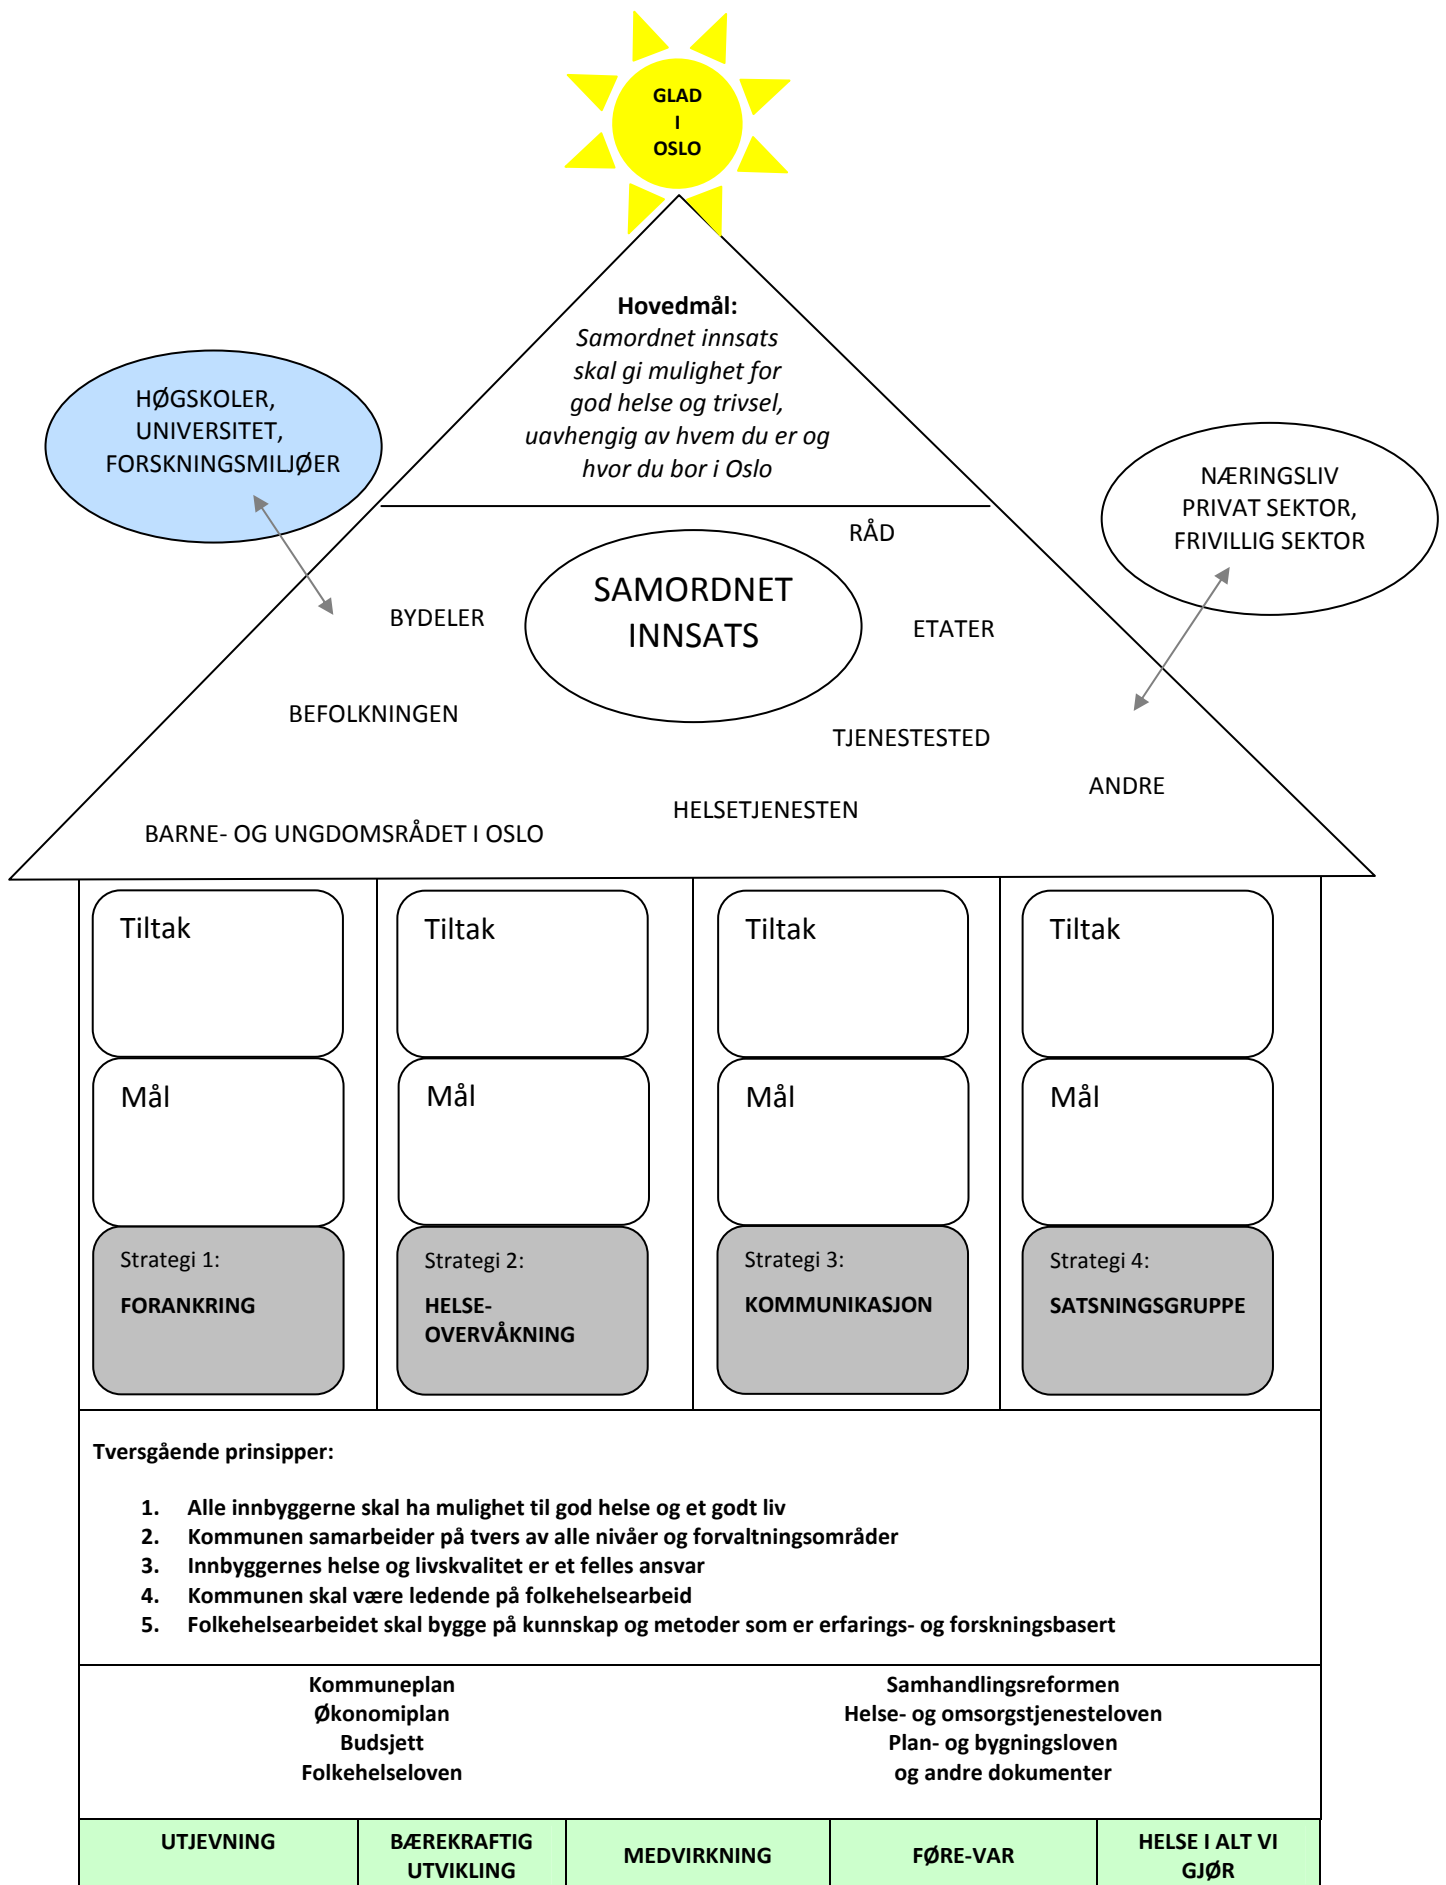 GLAD
I
OSLO
Hovedmål:
Samordnet innsats
skal gi mulighet for
god helse og trivsel,
uavhengig av hvem du er og
hvor du bor i Oslo
HØGSKOLER,
UNIVERSITET,
FORSKNINGSMILJØER
NÆRINGSLIV
PRIVAT SEKTOR,
FRIVILLIG SEKTOR
RÅD
SAMORDNET
INNSATS
BYDELER
ETATER
BEFOLKNINGEN
TJENESTESTED
ANDRE
HELSETJENESTEN
BARNE- OG UNGDOMSRÅDET I OSLO
Tiltak
Tiltak
Tiltak
Tiltak
Mål
Mål
Mål
Mål
Strategi 1:
FORANKRING
Strategi 2:
HELSE-
OVERVÅKNING
Strategi 3:
KOMMUNIKASJON
Strategi 4:
SATSNINGSGRUPPE
Tversgående prinsipper:
1. Alle innbyggerne skal ha mulighet til god helse og et godt liv
2. Kommunen samarbeider på tvers av alle nivåer og forvaltningsområder
3. Innbyggernes helse og livskvalitet er et felles ansvar
4. Kommunen skal være ledende på folkehelsearbeid
5. Folkehelsearbeidet skal bygge på kunnskap og metoder som er erfarings- og forskningsbasert
Kommuneplan
Økonomiplan
Budsjett
Folkehelseloven
Samhandlingsreformen
Helse- og omsorgstjenesteloven
Plan- og bygningsloven
og andre dokumenter
UTJEVNING
BÆREKRAFTIG
UTVIKLING
MEDVIRKNING
FØRE-VAR
HELSE I ALT VI
GJØR